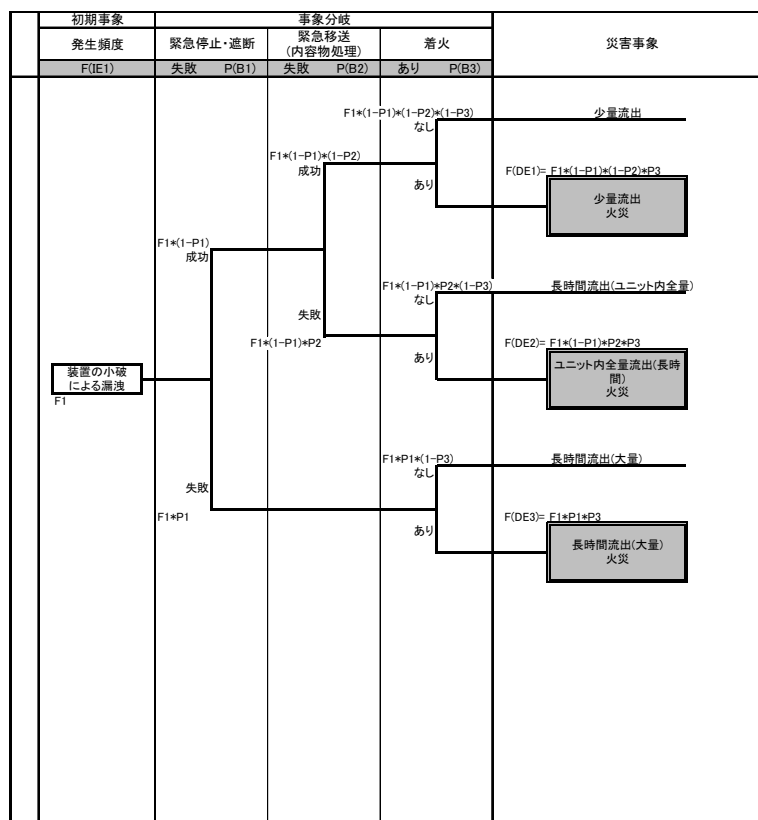 初期事象
事象分岐
発生頻度
緊急停止・遮断
緊急移送
(内容物処理)
着火
災害事象
F(IE1)
失敗 P(B1)
失敗 P(B2)
あり P(B3)
F1*(1-P1)*(1-P2)*(1-P3)
なし
少量流出
F1*(1-P1)*(1-P2)
成功
あり
F(DE1)= F1*(1-P1)*(1-P2)*P3
少量流出
火災
F1*(1-P1)
成功
F1*(1-P1)*P2*(1-P3)
なし
長時間流出(ユニット内全量)
失敗
F1*(1-P1)*P2
あり
F(DE2)= F1*(1-P1)*P2*P3
ユニット内全量流出(長時
間)
火災
装置の小破
による漏洩
F1
F1*P1*(1-P3)
なし
長時間流出(大量)
失敗
F1*P1
あり
F(DE3)= F1*P1*P3
長時間流出(大量)
火災